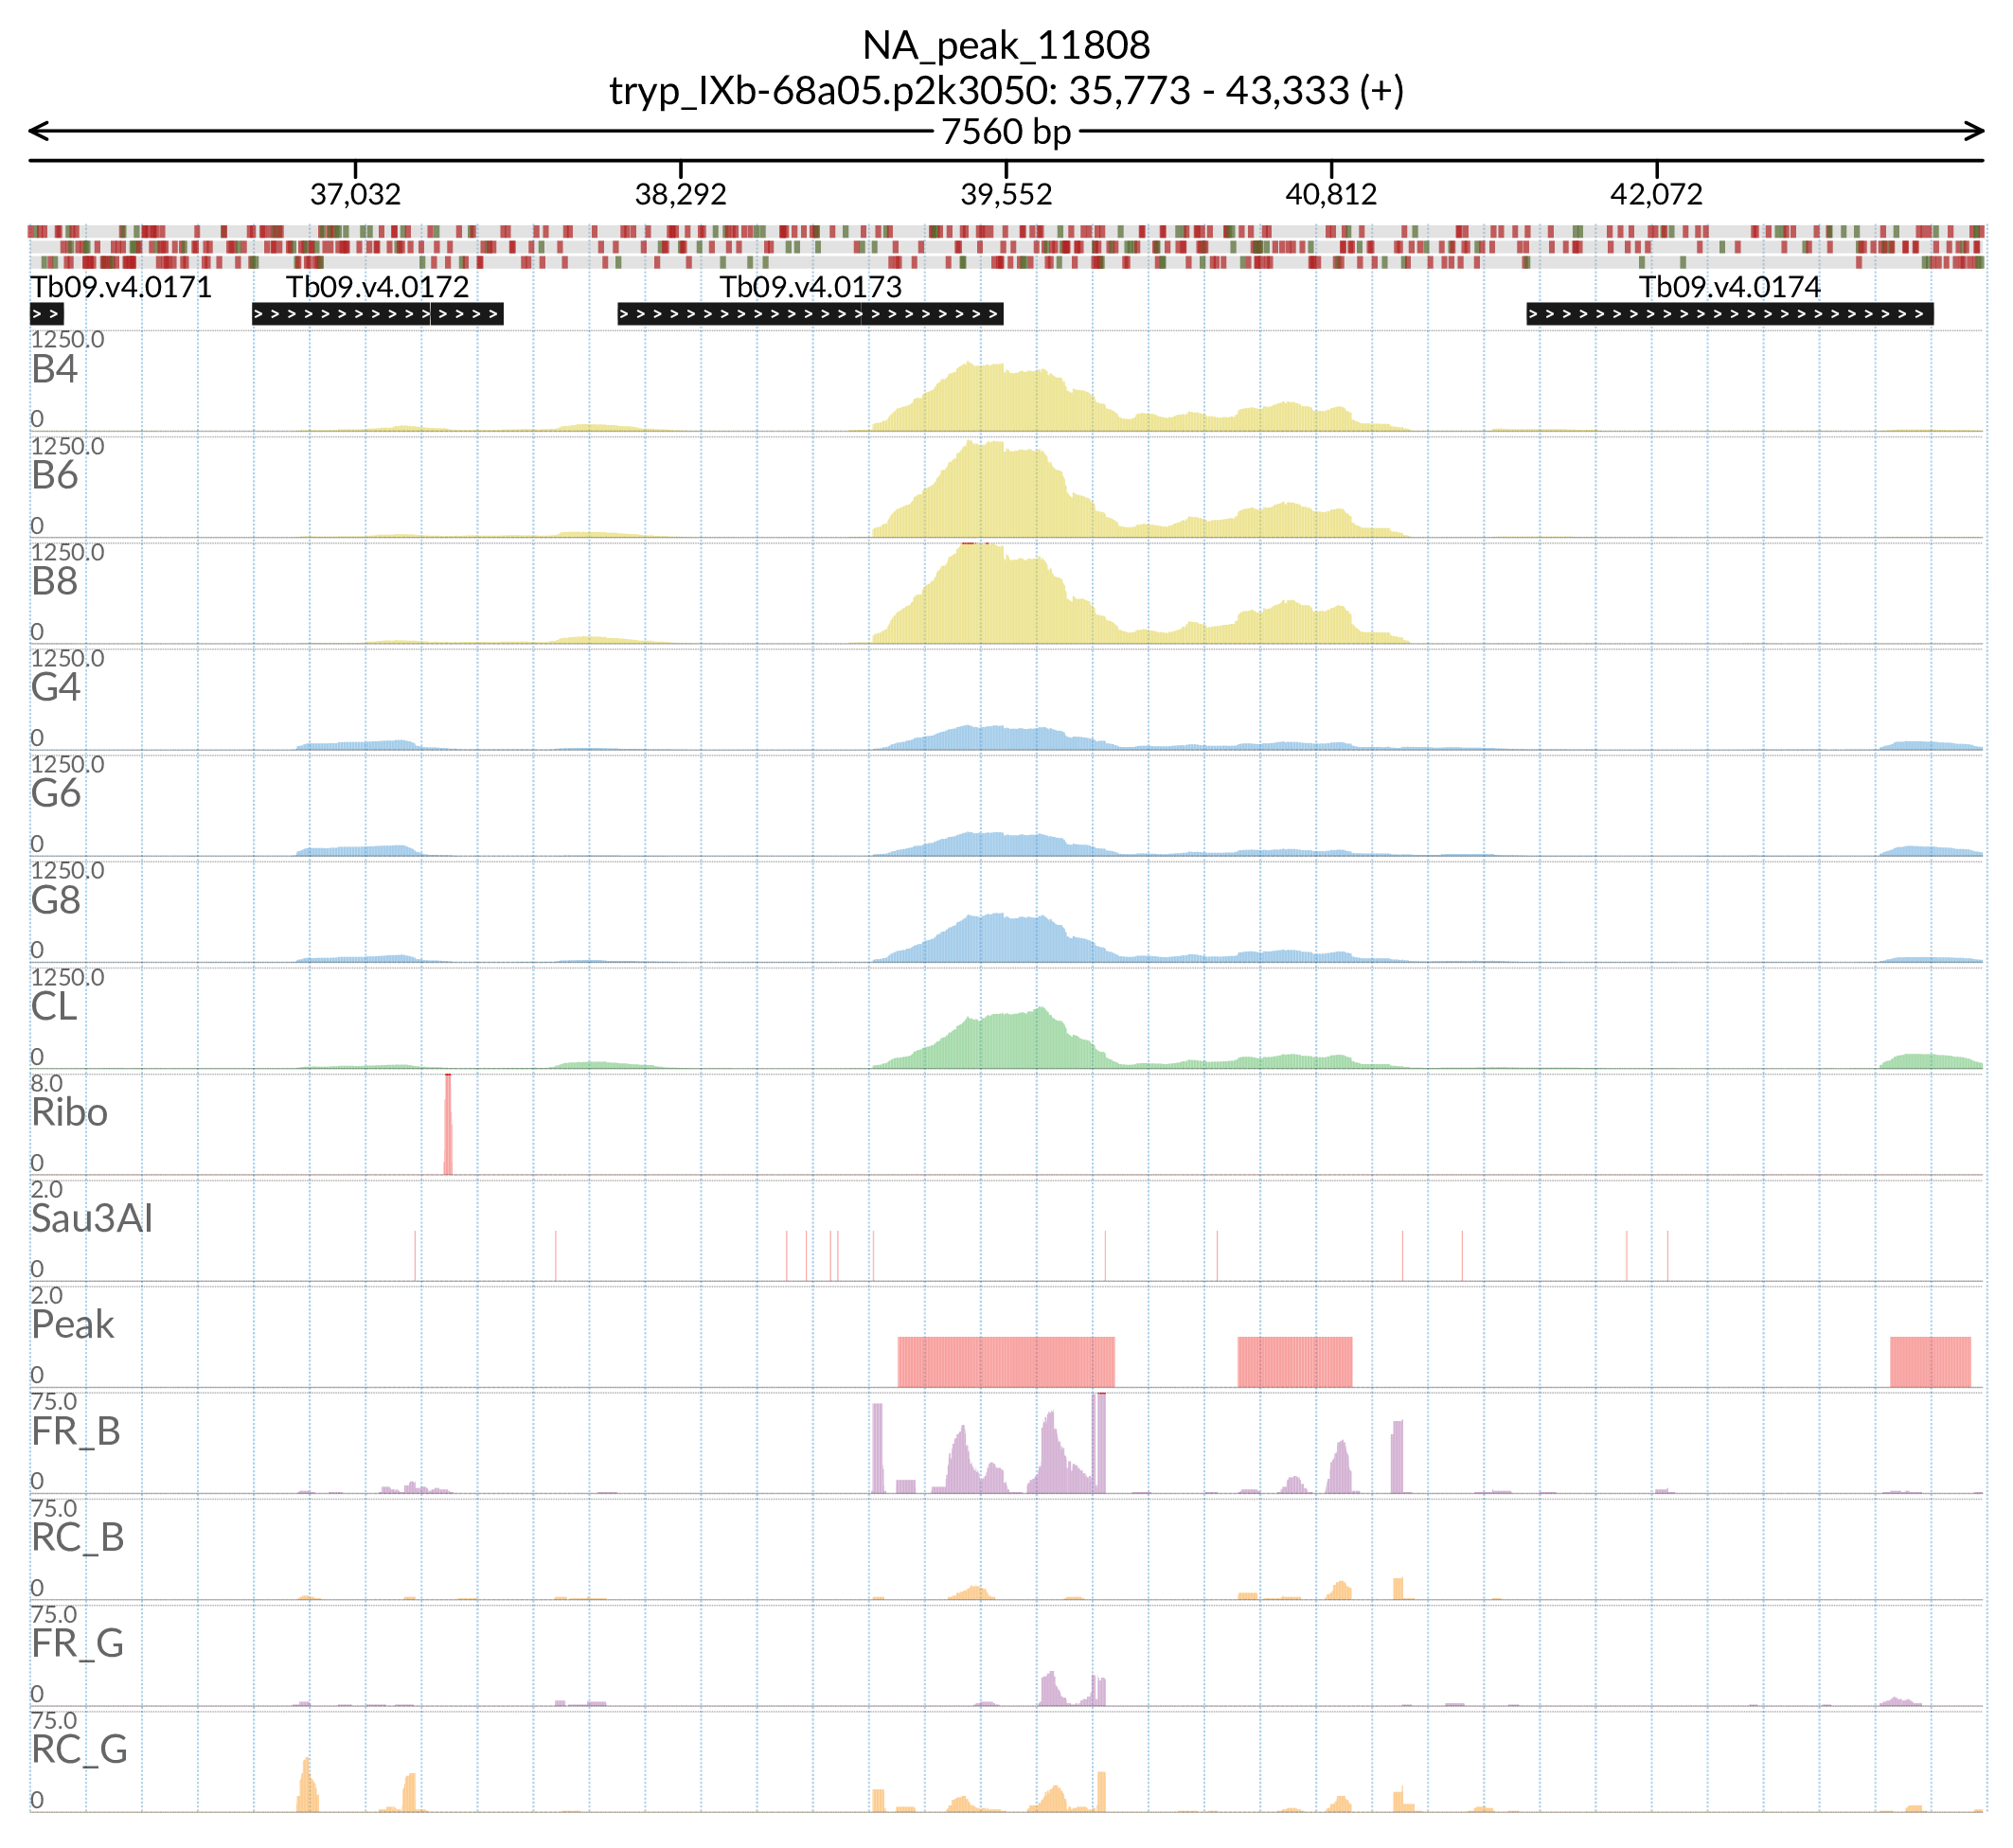 NA_peak_11808
tryp_IXb-68a05.p2k3050: 35,773 - 43,333 (+)
7560 bp
37,032 38,292 39,552 40,812 42,072
Tb09.v4.0171 Tb09.v4.0172 Tb09.v4.0173 Tb09.v4.0174
1250.0
B4
0
1250.0
B6
0
1250.0
B8
0
1250.0
G4
0
1250.0
G6
0
1250.0
G8
0
1250.0
CL
0
8.0
Ribo
0
2.0
Sau3AI
0
2.0
Peak
0
75.0
FR_B
0
75.0
RC_B
0
75.0
FR_G
0
75.0
RC_G
0